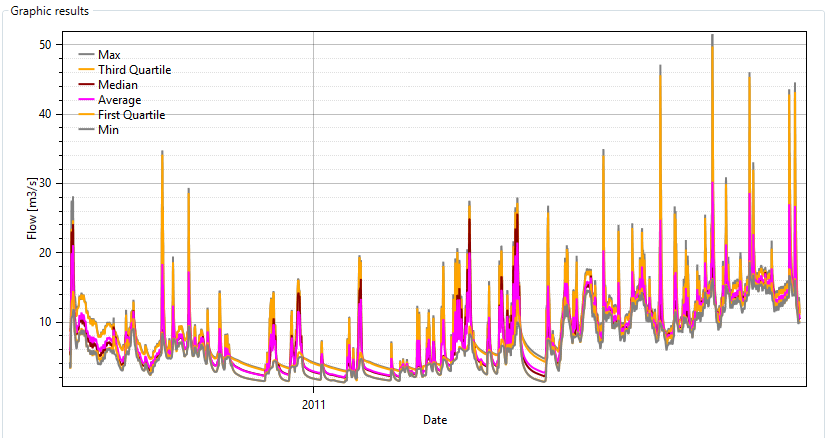 Graphic results
50
40
30
20
10
Flow [m3/s]
Max
Third Quartile
Median
Average
First Quartile
Min
2011
Date